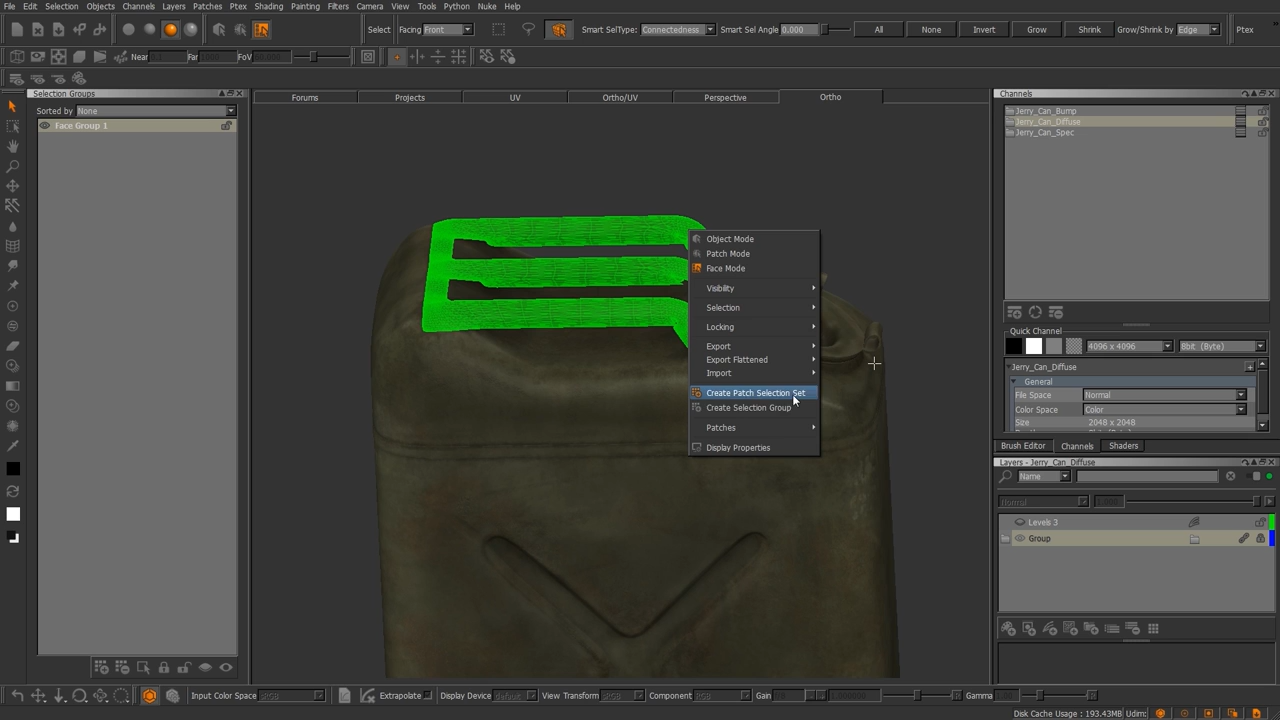 File Edit Selection Objects Channels Layers Patches Ptex Shading Painting Filters Camera View Tools Python Nuke Help
Select Facing Front Smart SelType: Connectedness Smart Sel Angle 0.000 All None Invert Grow Shrink Grow/Shrink by Edge Ptex
Near Far FoV
Selection Groups
Sorted by None
Face Group 1
Forums Projects UV Ortho/UV Perspective Ortho
Object Mode
Patch Mode
Face Mode
Visibility
Selection
Locking
Export
Export Flattened
Import
Create Patch Selection Set
Create Selection Group
Patches
Display Properties
Channels
Jerry_Can_Bump
Jerry_Can_Diffuse
Jerry_Can_Spec
Quick Channel
4096 x 4096 8bit (Byte)
Jerry_Can_Diffuse
General
File Space Normal
Color Space Color
Size 2048 x 2048
Brush Editor Channels Shaders
Layers - Jerry_Can_Diffuse
Name
Normal
Levels 3
Group
Input Color Space sRGB Extrapolate Display Device default View Transform sRGB Component RGB Gain Gamma
Disk Cache Usage : 193.43MB Udim: